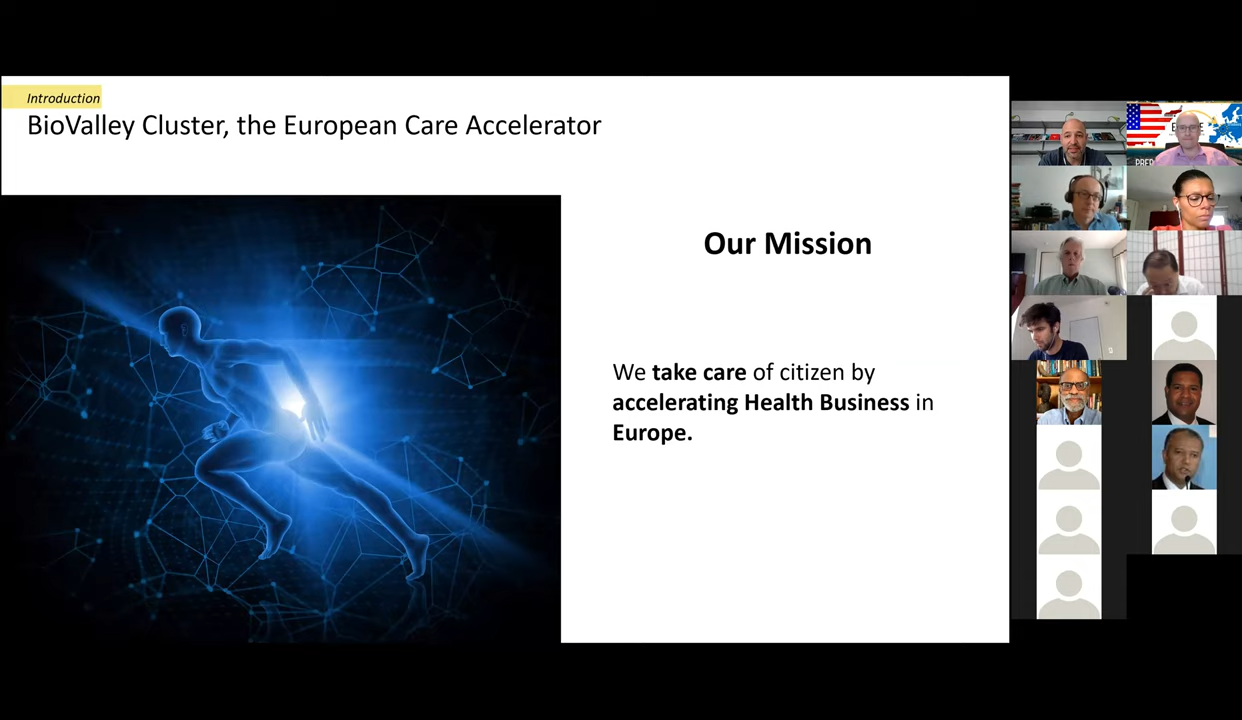 Introduction
BioValley Cluster, the European Care Accelerator
Our Mission
We take care of citizen by
accelerating Health Business in
Europe.